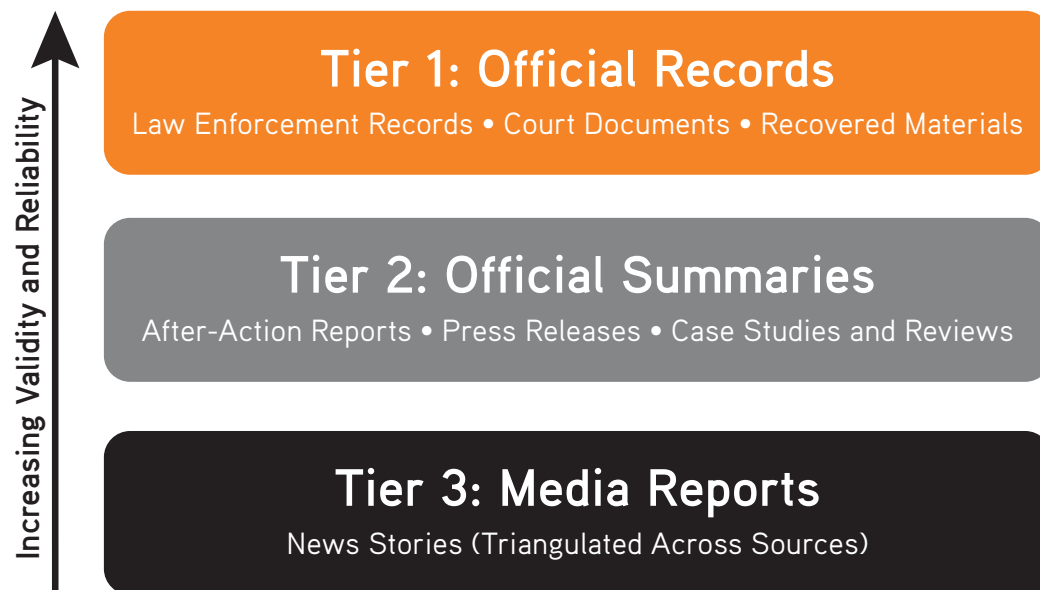 Increasing Validity and Reliability
Tier 1: Official Records
Law Enforcement Records • Court Documents • Recovered Materials
Tier 2: Official Summaries
After-Action Reports • Press Releases • Case Studies and Reviews
Tier 3: Media Reports
News Stories (Triangulated Across Sources)